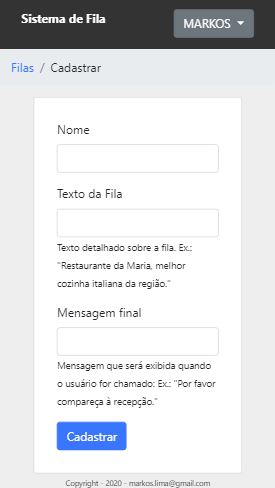 Sistema de Fila
MARKOS
Filas / Cadastrar
Nome
Texto da Fila
Texto detalhado sobre a fila. Ex.:
"Restaurante da Maria, melhor
cozinha italiana da região."
Mensagem final
Mensagem que será exibida quando
o usuário for chamado: Ex.: "Por favor
compareça à recepção."
Cadastrar
Copyright - 2020 - markos.lima@gmail.com